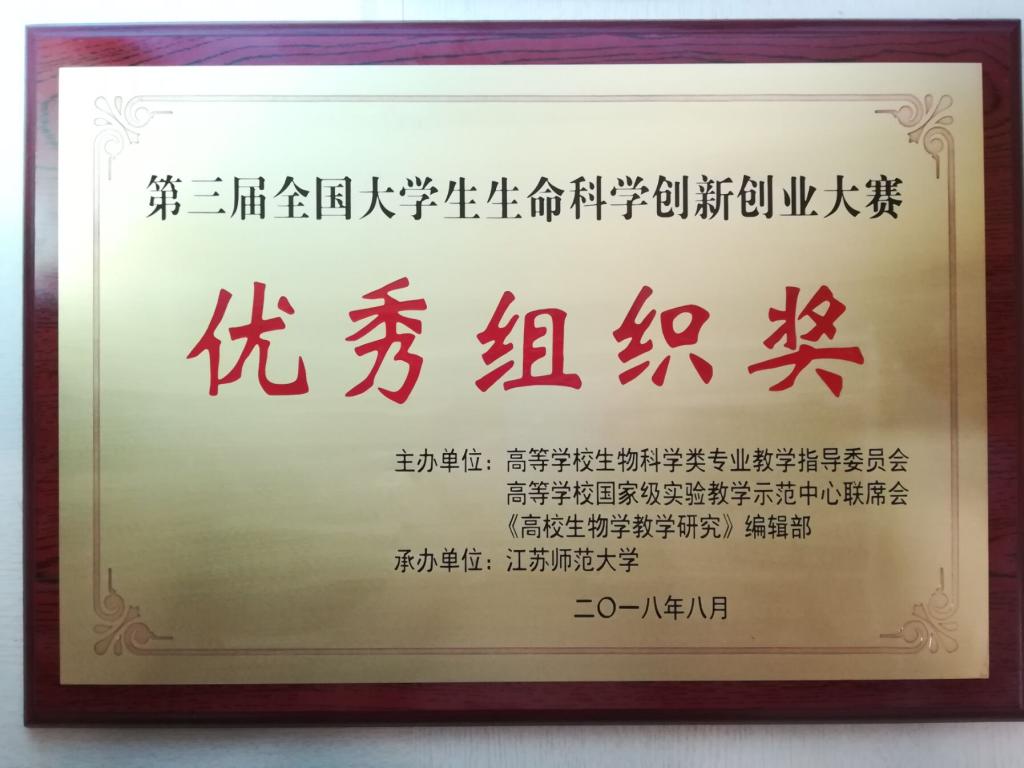 第三届全国大学生生命科学创新创业大赛
优秀组织奖
主办单位：高等学校生物科学类专业教学指导委员会
高等学校国家级实验教学示范中心联席会
《高校生物学教学研究》编辑部
承办单位：江苏师范大学
二〇一八年八月